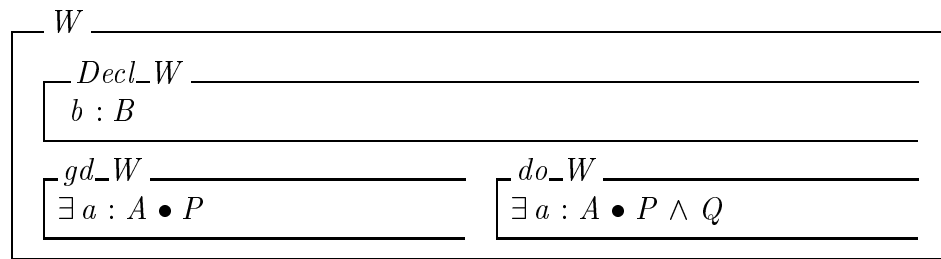 W
Decl_W
b : B
gd_W do_W
∃ a : A • P ∃ a : A • P ∧ Q